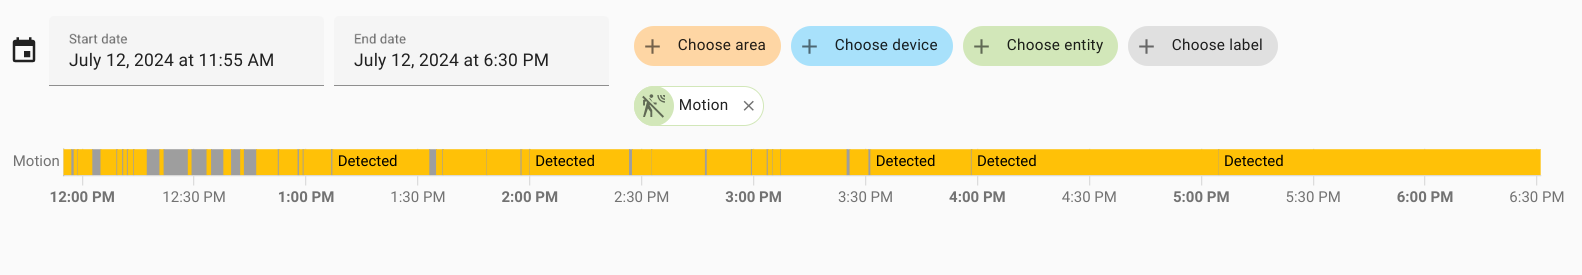 Start date
July 12, 2024 at 11:55 AM
End date
July 12, 2024 at 6:30 PM
Choose area
Choose device
Choose entity
Choose label
Motion
Motion
Detected
Detected
Detected
Detected
Detected
12:00 PM
12:30 PM
1:00 PM
1:30 PM
2:00 PM
2:30 PM
3:00 PM
3:30 PM
4:00 PM
4:30 PM
5:00 PM
5:30 PM
6:00 PM
6:30 PM